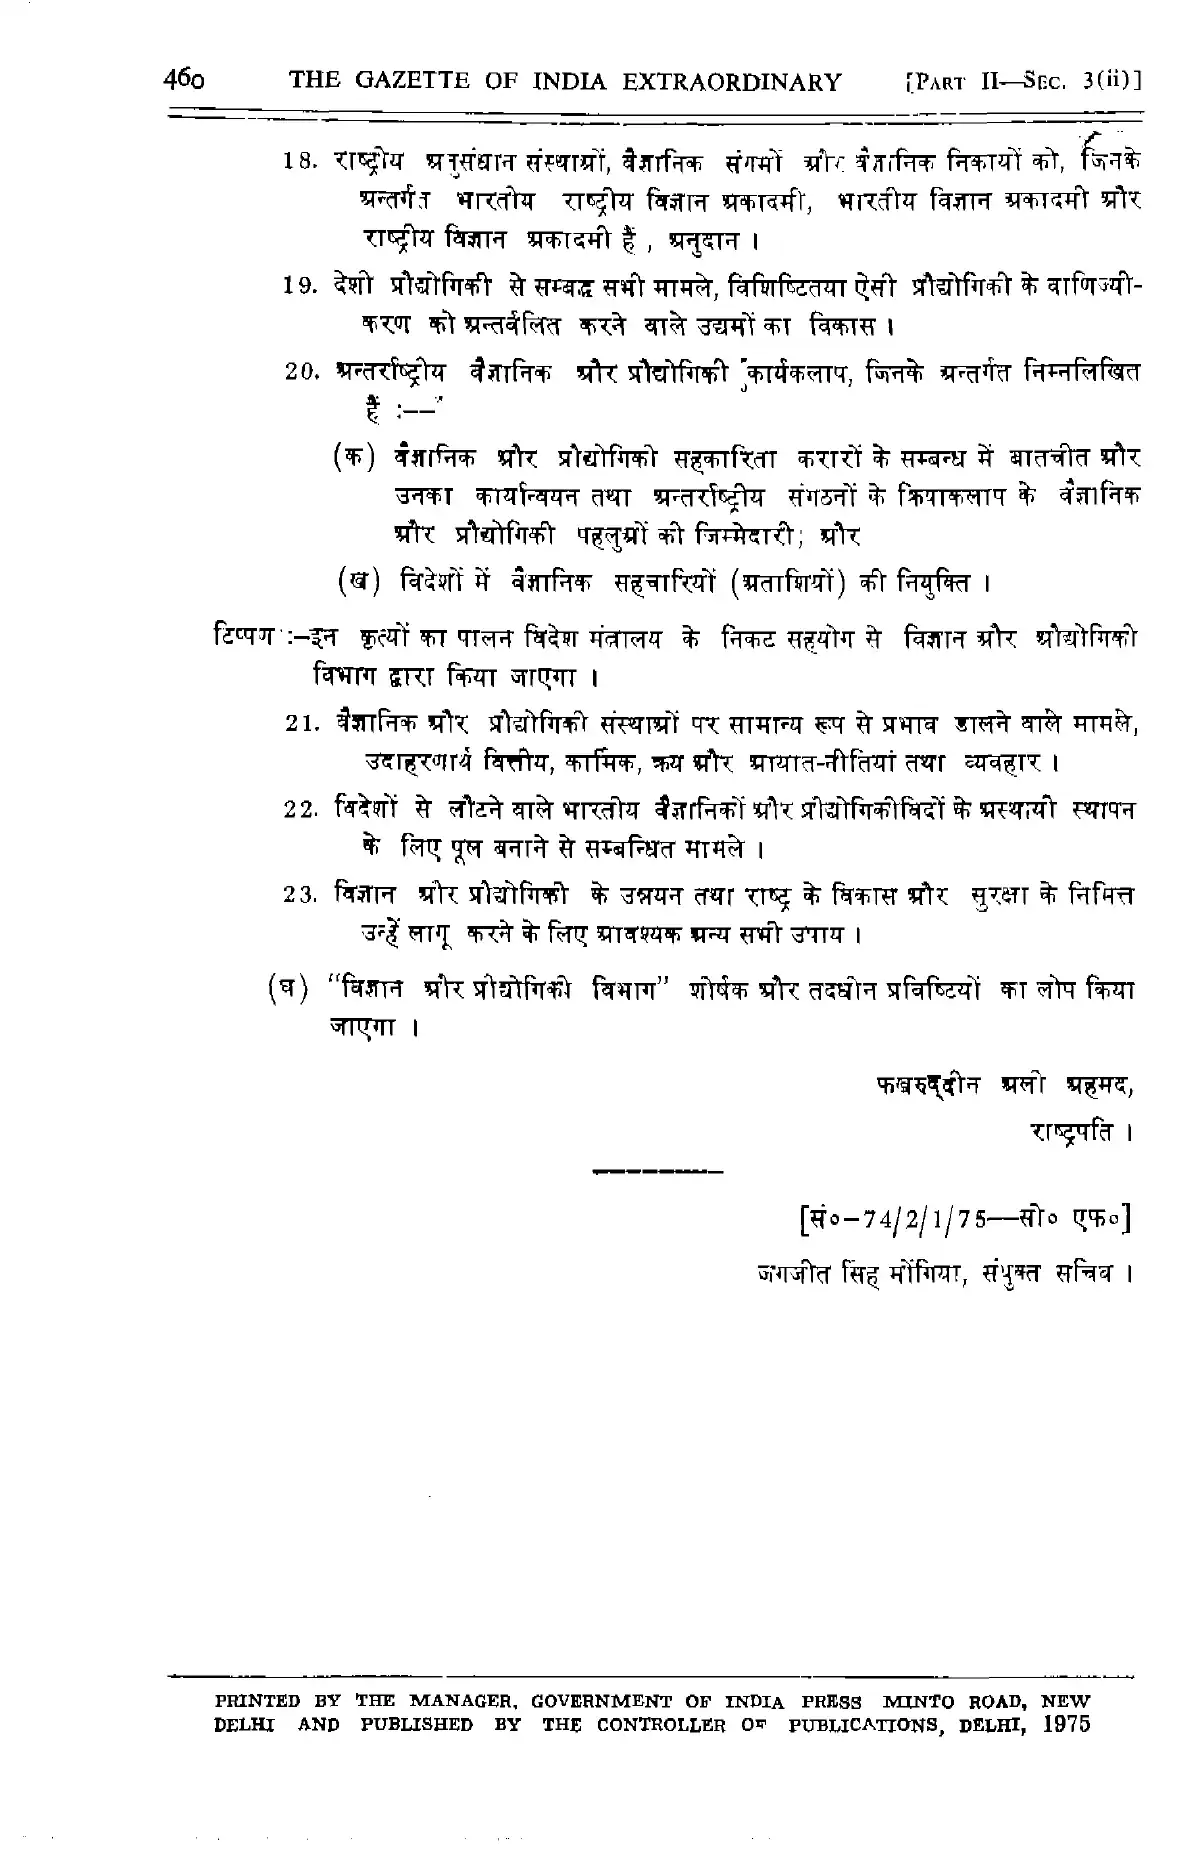 460 THE GAZETTE OF INDIA EXTRAORDINARY [PART II—SEC. 3(ii)]
18. राष्ट्रीय अनुसंधान संस्थाओं, वैज्ञानिक संगमों और वैज्ञानिक निकायों को, जिनके
अन्तर्गत भारतीय राष्ट्रीय विज्ञान अकादमी, भारतीय विज्ञान अकादमी और
राष्ट्रीय विज्ञान अकादमी हैं , अनुदान ।
19. देशी प्रौद्योगिकी से सम्बद्ध सभी मामले, विशिष्टितया ऐसी प्रौद्योगिकी के वाणिज्यी-
करण को अन्तर्वलित करने वाले उद्यमों का विकास ।
20. अन्तर्राष्ट्रीय वैज्ञानिक और प्रौद्योगिकी कार्यकलाप, जिनके अन्तर्गत निम्नलिखित
हैं :——
(क) वैज्ञानिक और प्रौद्योगिकी सहकारिता करारों के सम्बन्ध में बातचीत और
उनका कार्यान्वयन तथा अन्तर्राष्ट्रीय संगठनों के क्रियाकलाप के वैज्ञानिक
और प्रौद्योगिकी पहलुओं की जिम्मेदारी; और
(ख) विदेशों में वैज्ञानिक सहचारियों (अताशियों) की नियुक्ति ।
टिप्पण :–इन कृत्यों का पालन विदेश मंत्रालय के निकट सहयोग से विज्ञान और प्रौद्योगिकी
विभाग द्वारा किया जाएगा ।
21. वैज्ञानिक और प्रौद्योगिकी संस्थाओं पर सामान्य रूप से प्रभाव डालने वाले मामले,
उदाहरणार्थ वित्तीय, कार्मिक, क्रय और आयात-नीतियां तथा व्यवहार ।
22. विदेशों से लौटने वाले भारतीय वैज्ञानिकों और प्रौद्योगिकीविदों के अस्थायी स्थापन
के लिए पूल बनाने से सम्बन्धित मामले ।
23. विज्ञान और प्रौद्योगिकी के उन्नयन तथा राष्ट्र के विकास और सुरक्षा के निमित्त
उन्हें लागू करने के लिए आवश्यक अन्य सभी उपाय ।
(घ) “विज्ञान और प्रौद्योगिकी विभाग” शीर्षक और तदधीन प्रविष्टियों का लोप किया
जाएगा ।
फखरुद्दीन अली अहमद,
राष्ट्रपति ।
[सं०–74/2/1/75—सी० एफ०]
जगजीत सिंह मोंगिया, संयुक्त सचिव ।
PRINTED BY THE MANAGER, GOVERNMENT OF INDIA PRESS MINTO ROAD, NEW
DELHI AND PUBLISHED BY THE CONTROLLER OF PUBLICATIONS, DELHI, 1975